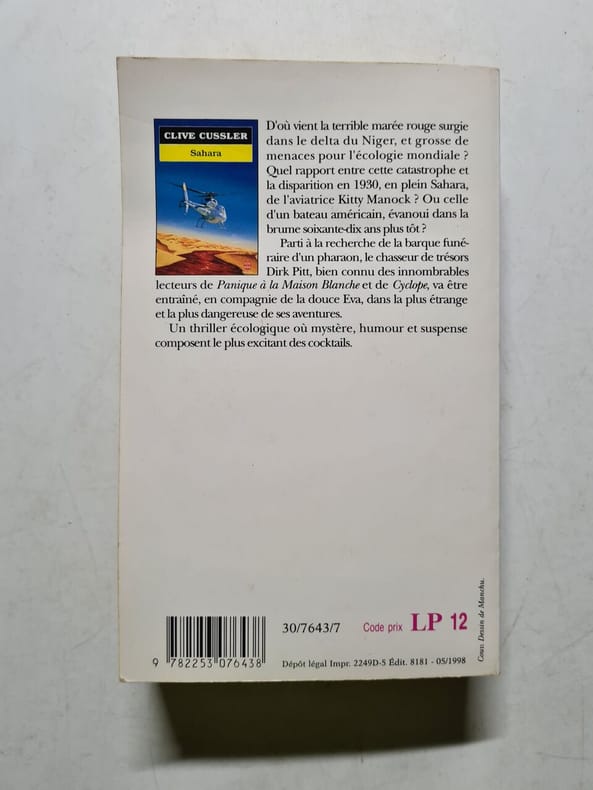 CLIVE CUSSLER
Sahara
D'où vient la terrible marée rouge surgie
dans le delta du Niger, et grosse de
menaces pour l'écologie mondiale ?
Quel rapport entre cette catastrophe et
la disparition en 1930, en plein Sahara,
de l'aviatrice Kitty Manock ? Ou celle
d'un bateau américain, évanoui dans la
brume soixante-dix ans plus tôt ?
Parti à la recherche de la barque funé-
raire d'un pharaon, le chasseur de trésors
Dirk Pitt, bien connu des innombrables
lecteurs de Panique à la Maison Blanche et de Cyclope, va être
entraîné, en compagnie de la douce Eva, dans la plus étrange
et la plus dangereuse de ses aventures.
Un thriller écologique où mystère, humour et suspense
composent le plus excitant des cocktails.
30/7643/7
Code prix LP 12
9 782253 076438
Dépôt légal Impr. 2249D-5 Édit. 8181 - 05/1998
Couv. Dessin de Manchu.